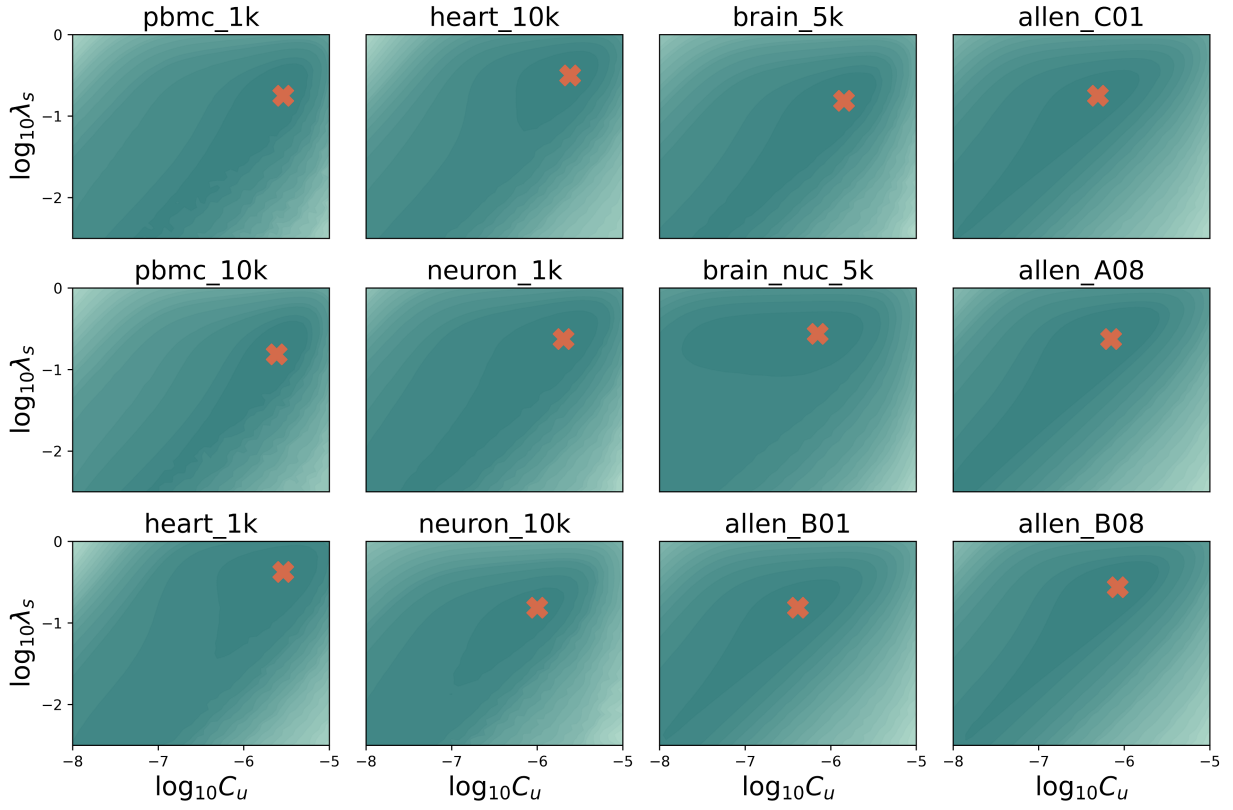 pbmc_1k heart_10k brain_5k allen_C01
0
−1
−2
log₁₀λₛ
pbmc_10k neuron_1k brain_nuc_5k allen_A08
0
−1
−2
log₁₀λₛ
heart_1k neuron_10k allen_B01 allen_B08
0
−1
−2
log₁₀λₛ
−8 −7 −6 −5 −8 −7 −6 −5 −8 −7 −6 −5 −8 −7 −6 −5
log₁₀Cᵤ log₁₀Cᵤ log₁₀Cᵤ log₁₀Cᵤ